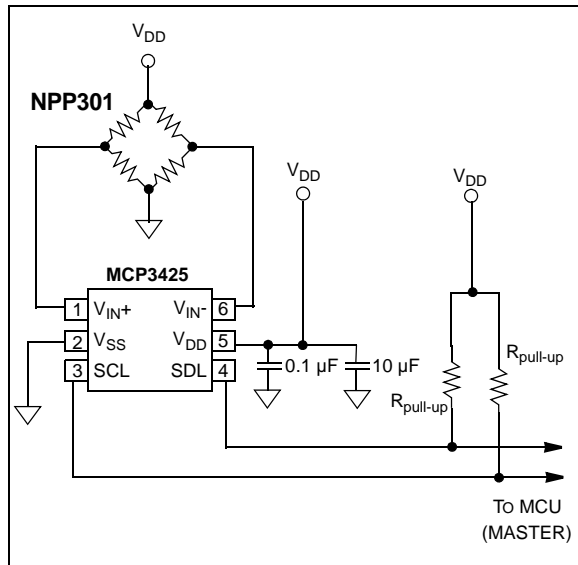 VDD
NPP301
VDD
VDD
MCP3425
1 VIN+ VIN- 6
2 VSS VDD 5
3 SCL SDL 4
0.1 µF 10 µF
Rpull-up
Rpull-up
TO MCU
(MASTER)